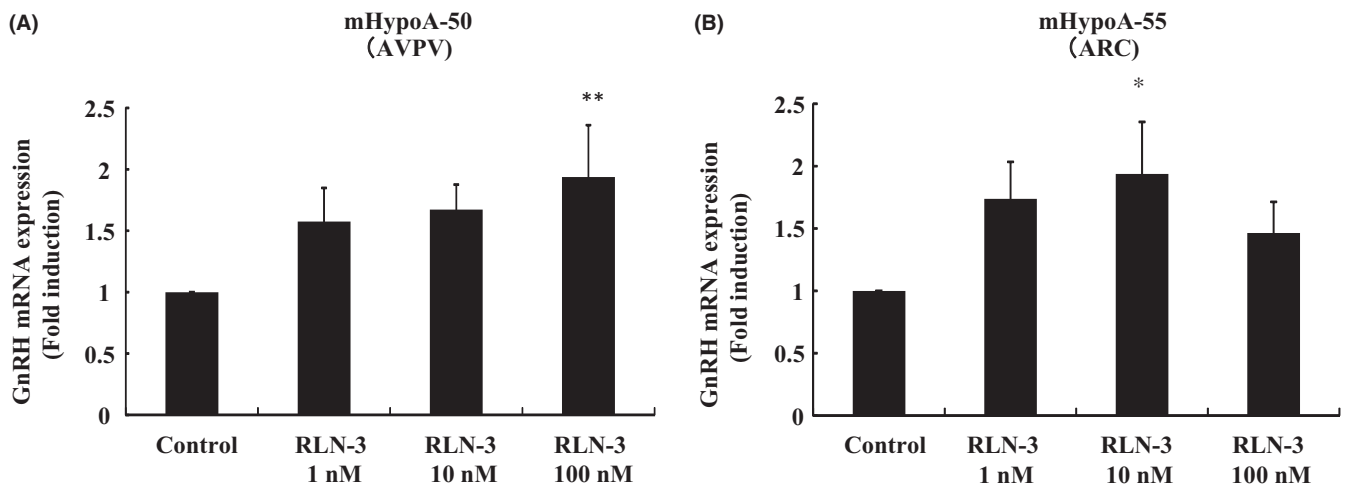 (A)
mHypoA-50
(AVPV)
GnRH mRNA expression
(Fold induction)
2.5
2
1.5
1
0.5
0
**
Control
RLN-3
1 nM
RLN-3
10 nM
RLN-3
100 nM
(B)
mHypoA-55
(ARC)
GnRH mRNA expression
(Fold induction)
2.5
2
1.5
1
0.5
0
*
Control
RLN-3
1 nM
RLN-3
10 nM
RLN-3
100 nM